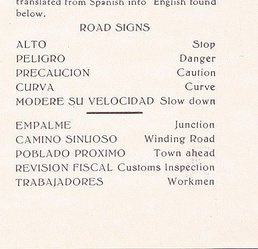 translated from Spanish into English found
below.
ROAD SIGNS
ALTO Stop
PELIGRO Danger
PRECAUCION Caution
CURVA Curve
MODERE SU VELOCIDAD Slow down
EMPALME Junction
CAMINO SINUOSO Winding Road
POBLADO PROXIMO Town ahead
REVISION FISCAL Customs Inspection
TRABAJADORES Workmen